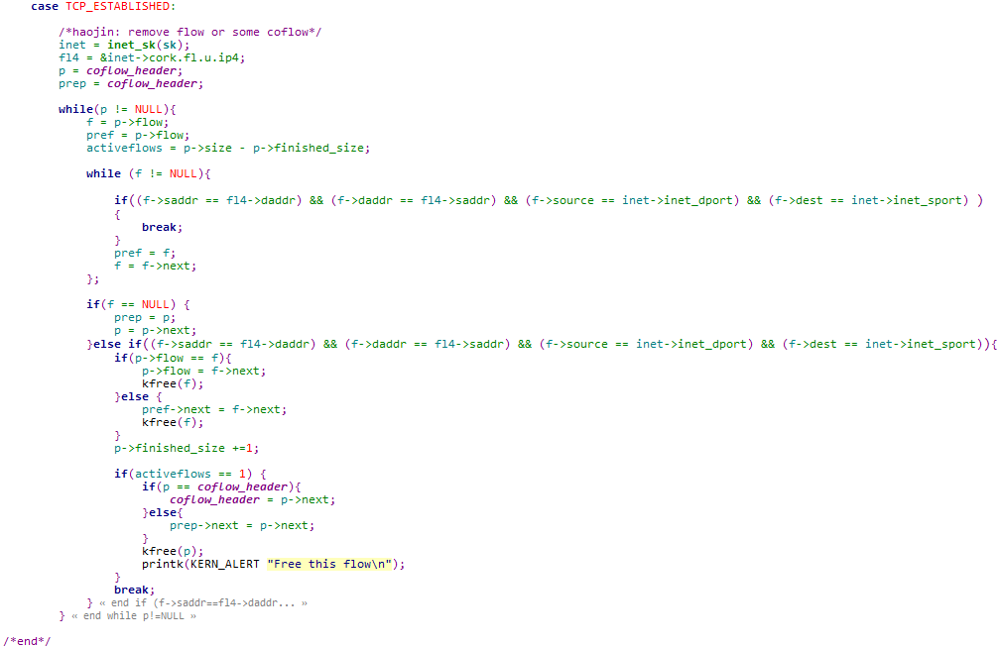 case TCP_ESTABLISHED:
/*haojin: remove flow or some coflow*/
inet = inet_sk(sk);
fl4 = &inet->cork.fl.u.ip4;
p = coflow_header;
prep = coflow_header;
while(p != NULL){
f = p->flow;
pref = p->flow;
activeflows = p->size - p->finished_size;
while (f != NULL){
if((f->saddr == fl4->daddr) && (f->daddr == fl4->saddr) && (f->source == inet->inet_dport) && (f->dest == inet->inet_sport) )
{
break;
}
pref = f;
f = f->next;
};
if(f == NULL) {
prep = p;
p = p->next;
}else if((f->saddr == fl4->daddr) && (f->daddr == fl4->saddr) && (f->source == inet->inet_dport) && (f->dest == inet->inet_sport)){
if(p->flow == f){
p->flow = f->next;
kfree(f);
}else {
pref->next = f->next;
kfree(f);
}
p->finished_size +=1;
if(activeflows == 1) {
if(p == coflow_header){
coflow_header = p->next;
}else{
prep->next = p->next;
}
kfree(p);
printk(KERN_ALERT "Free this flow\n");
}
break;
} « end if (f->saddr==fl4->daddr... »
} « end while p!=NULL »
/*end*/